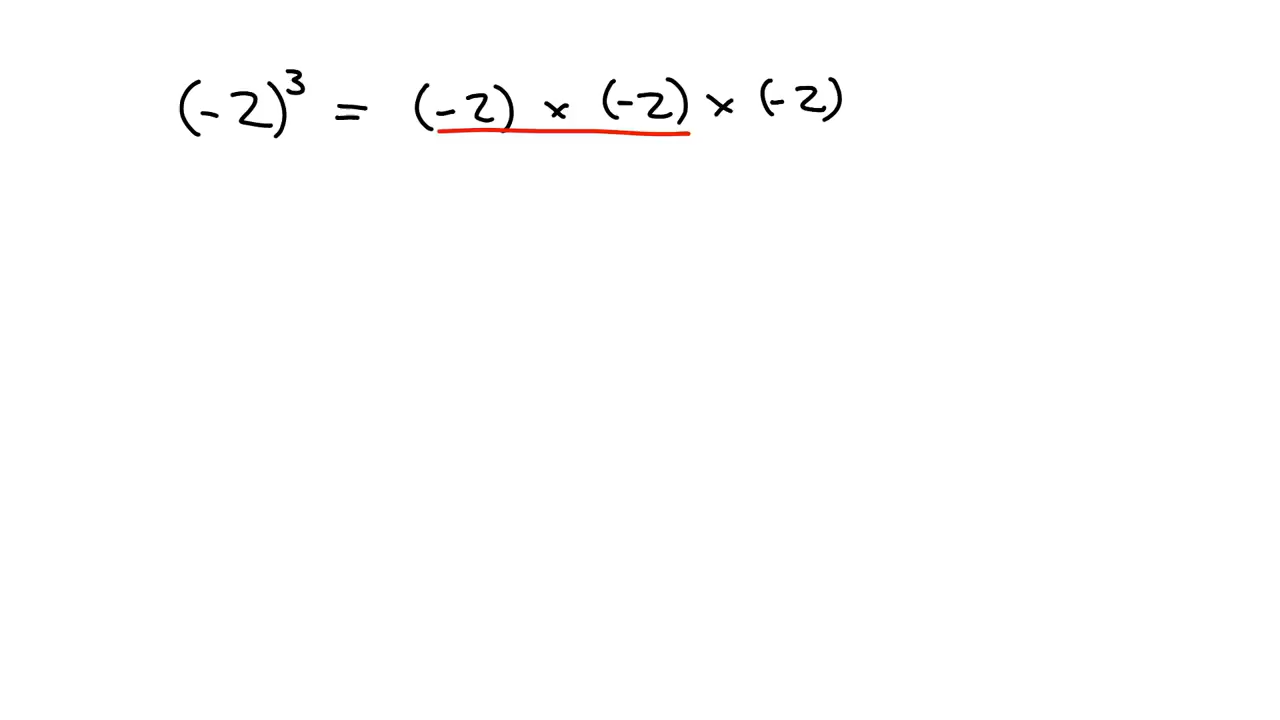 (-2)³ = (-2) × (-2) × (-2)